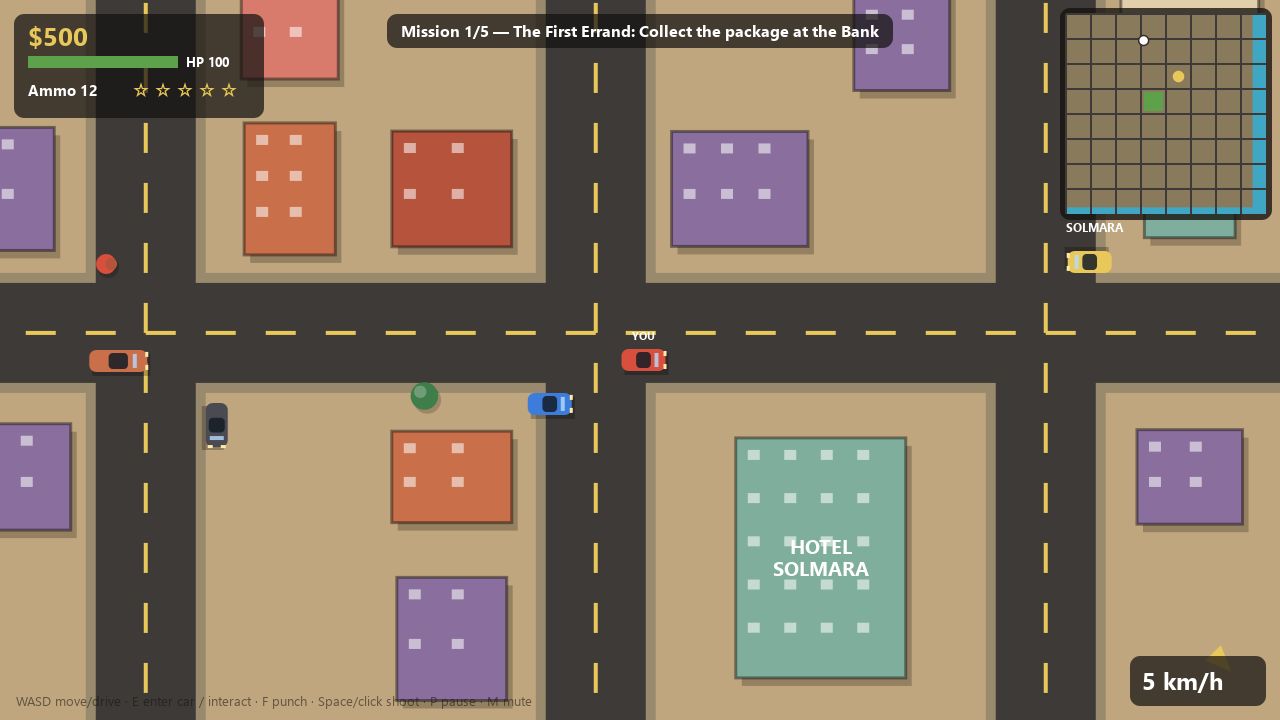 $500
HP 100
Ammo 12 ☆ ☆ ☆ ☆ ☆
Mission 1/5 — The First Errand: Collect the package at the Bank
SOLMARA
YOU
HOTEL
SOLMARA
WASD move/drive · E enter car / interact · F punch · Space/click shoot · P pause · M mute
5 km/h